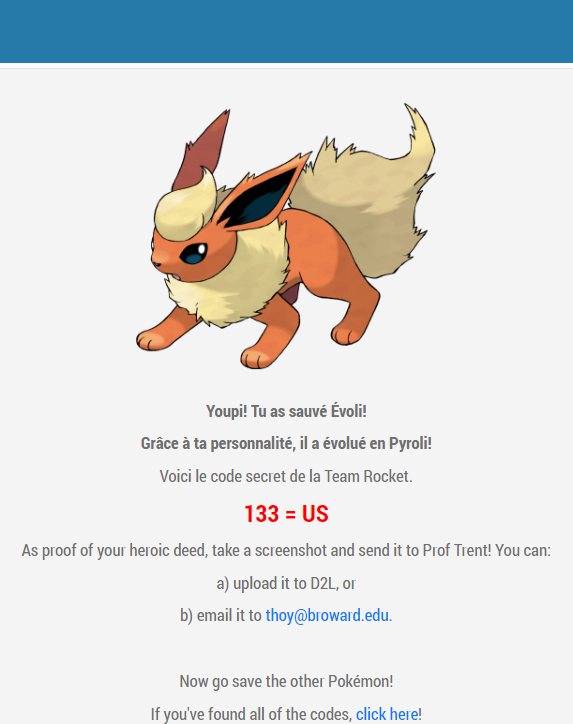 Youpi! Tu as sauvé Évoli!
Grâce à ta personnalité, il a évolué en Pyroli!
Voici le code secret de la Team Rocket.
133 = US
As proof of your heroic deed, take a screenshot and send it to Prof Trent! You can:
a) upload it to D2L, or
b) email it to thoy@broward.edu.
Now go save the other Pokémon!
If you've found all of the codes, click here!